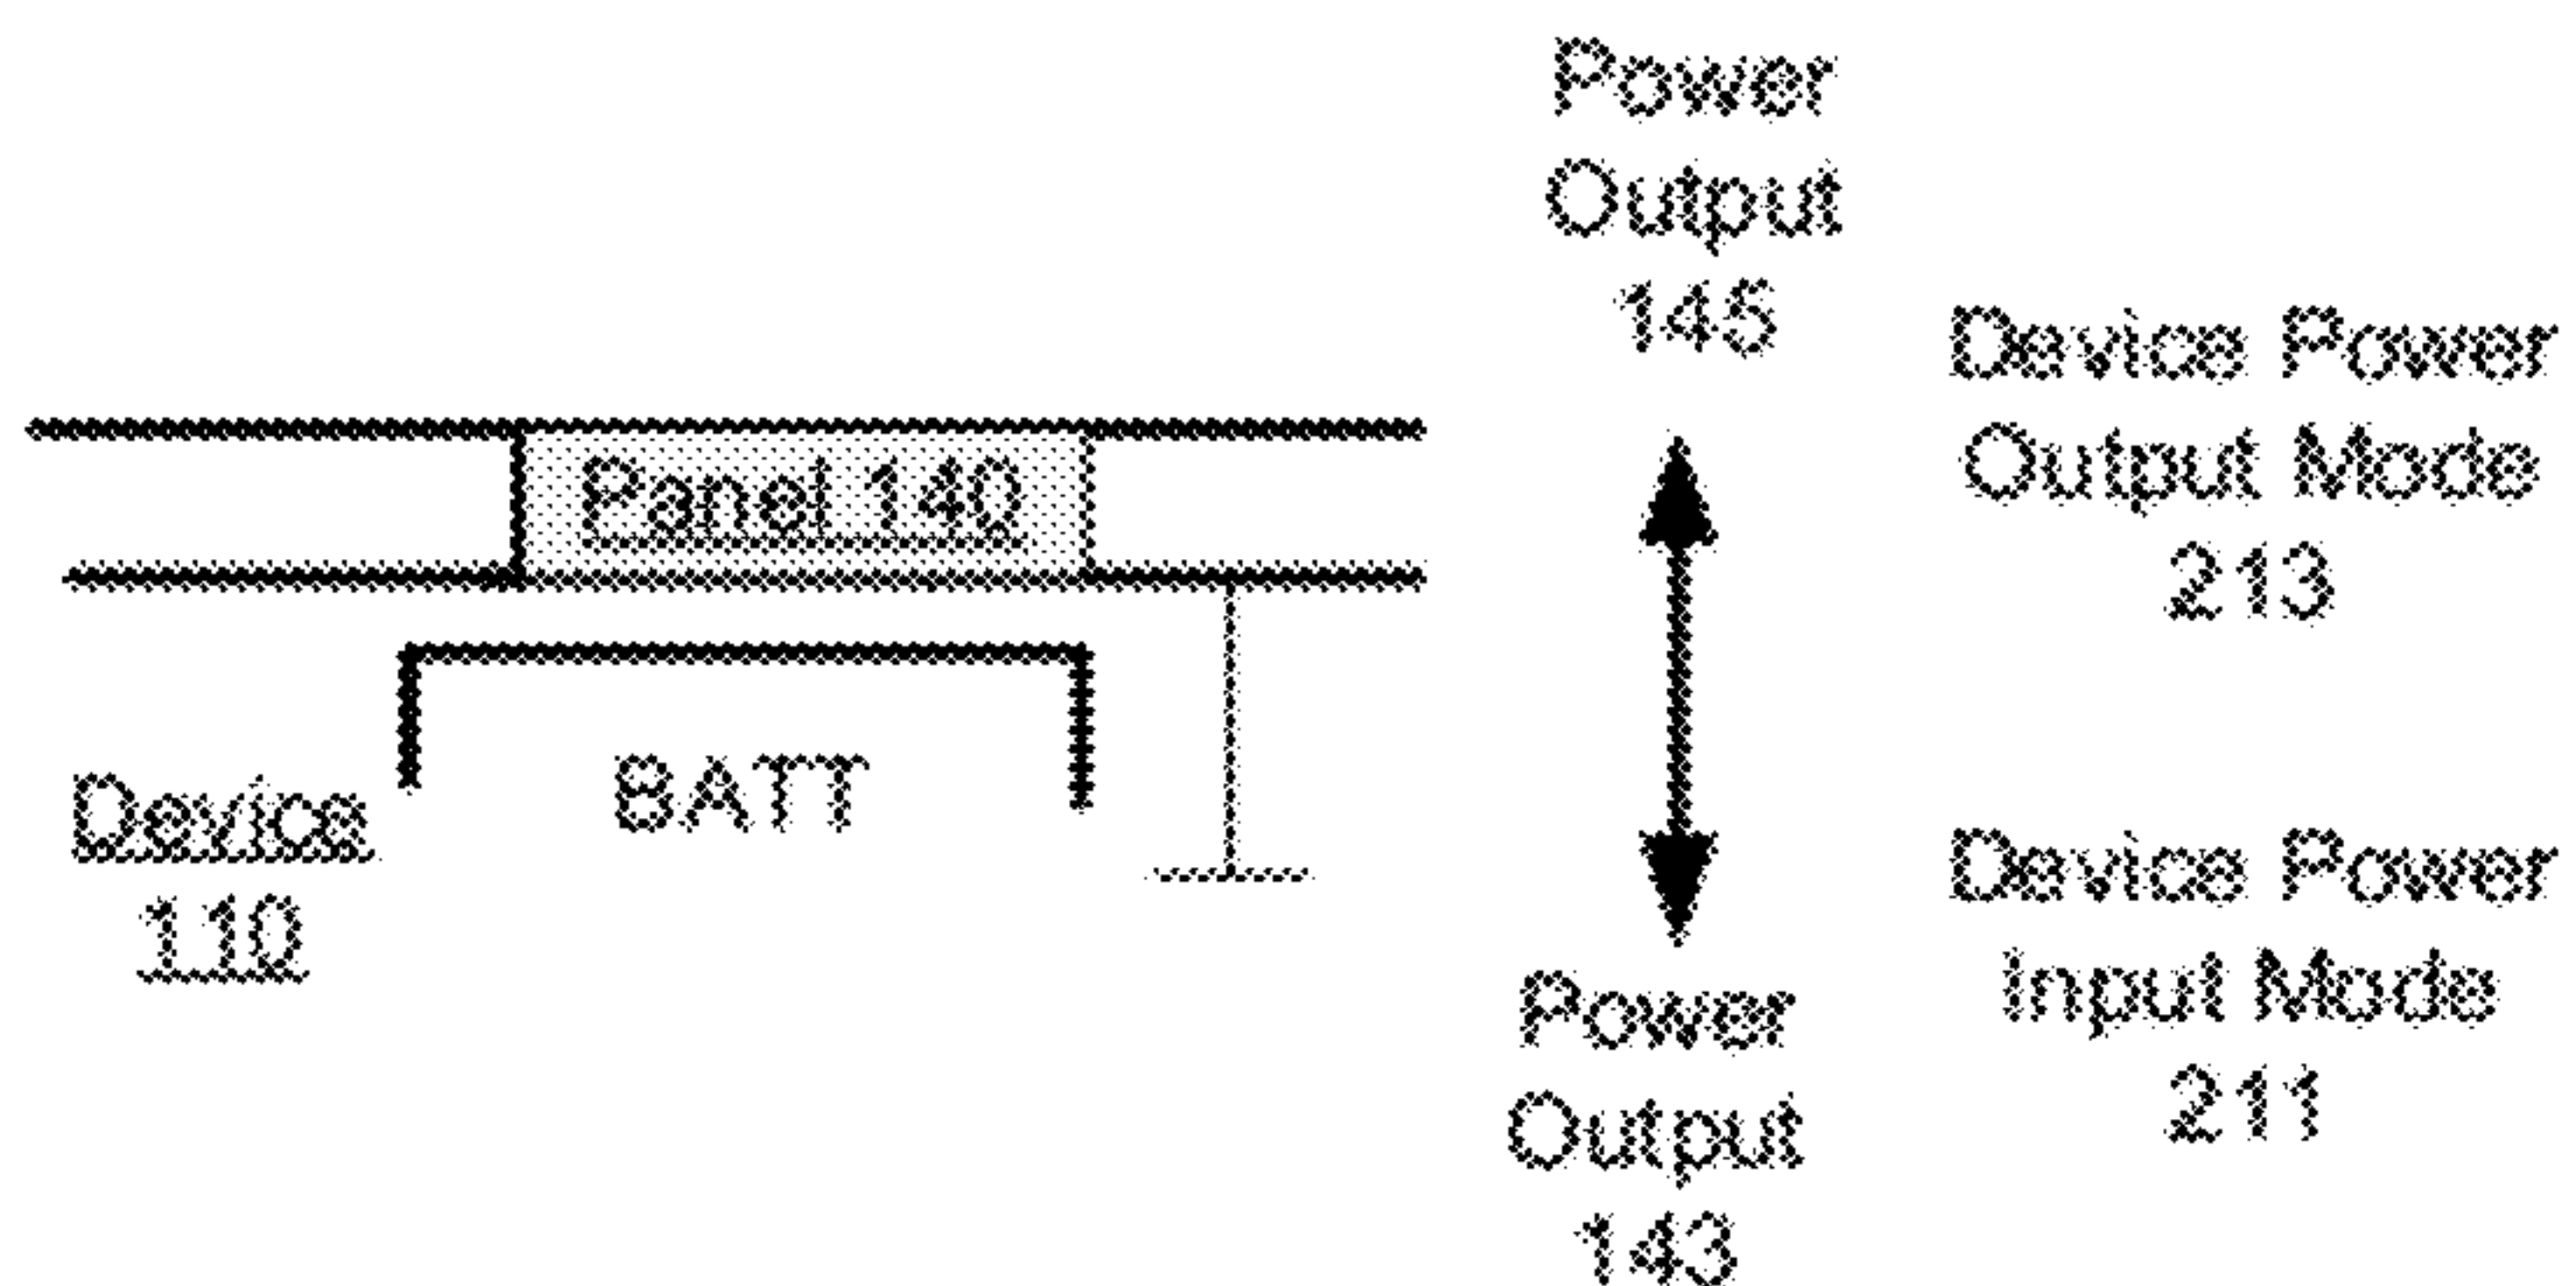 Power
Output
145
Device Power
Output Mode
213
Panel 140
BATT
Device
110
Device Power
Input Mode
211
Power
Output
143